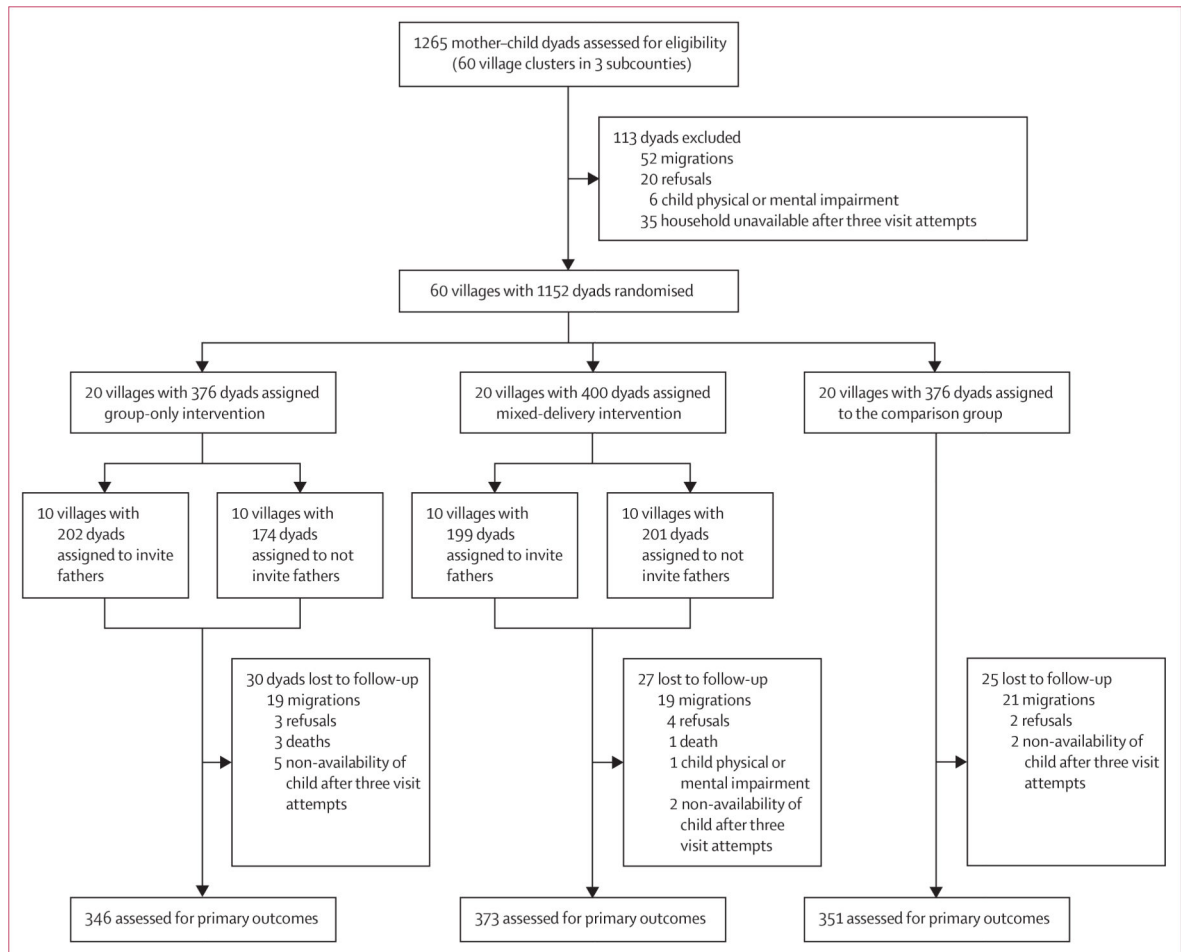 1265 mother–child dyads assessed for eligibility
(60 village clusters in 3 subcounties)
113 dyads excluded
52 migrations
20 refusals
6 child physical or mental impairment
35 household unavailable after three visit attempts
60 villages with 1152 dyads randomised
20 villages with 376 dyads assigned
group-only intervention
20 villages with 400 dyads assigned
mixed-delivery intervention
20 villages with 376 dyads assigned
to the comparison group
10 villages with
202 dyads
assigned to invite
fathers
10 villages with
174 dyads
assigned to not
invite fathers
10 villages with
199 dyads
assigned to invite
fathers
10 villages with
201 dyads
assigned to not
invite fathers
30 dyads lost to follow-up
19 migrations
3 refusals
3 deaths
5 non-availability of
child after three visit
attempts
27 lost to follow-up
19 migrations
4 refusals
1 death
1 child physical or
mental impairment
2 non-availability of
child after three
visit attempts
25 lost to follow-up
21 migrations
2 refusals
2 non-availability of
child after three visit
attempts
346 assessed for primary outcomes
373 assessed for primary outcomes
351 assessed for primary outcomes